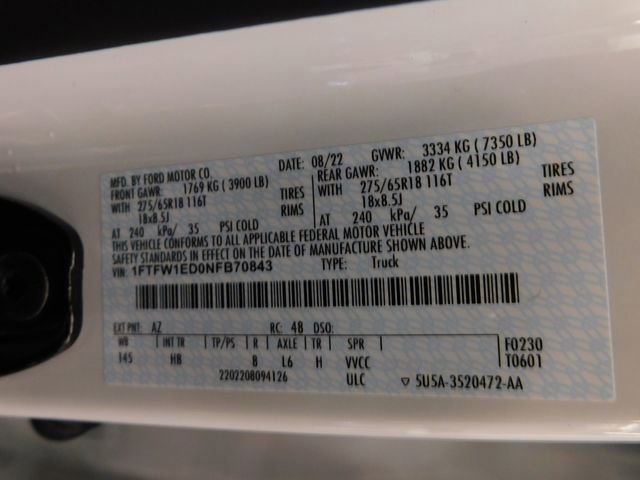 MFD. BY FORD MOTOR CO.
DATE: 08/22 GVWR: 3334 KG ( 7350 LB)
FRONT GAWR: 1769 KG ( 3900 LB)
REAR GAWR: 1882 KG ( 4150 LB)
WITH 275/65R18 116T TIRES
WITH 275/65R18 116T TIRES
18x8.5J RIMS
18x8.5J RIMS
AT 240 kPa/ 35 PSI COLD
AT 240 kPa/ 35 PSI COLD
THIS VEHICLE CONFORMS TO ALL APPLICABLE FEDERAL MOTOR VEHICLE
SAFETY STANDARDS IN EFFECT ON THE DATE OF MANUFACTURE SHOWN ABOVE.
VIN: 1FTFW1ED0NFB70843 TYPE: Truck
EXT PNT: AZ RC: 48 DSO:
WB INT TR TP/PS R AXLE TR SPR F0230
145 HB B L6 H VVCC T0601
2202208094126 ULC ▽ 5U5A-3520472-AA